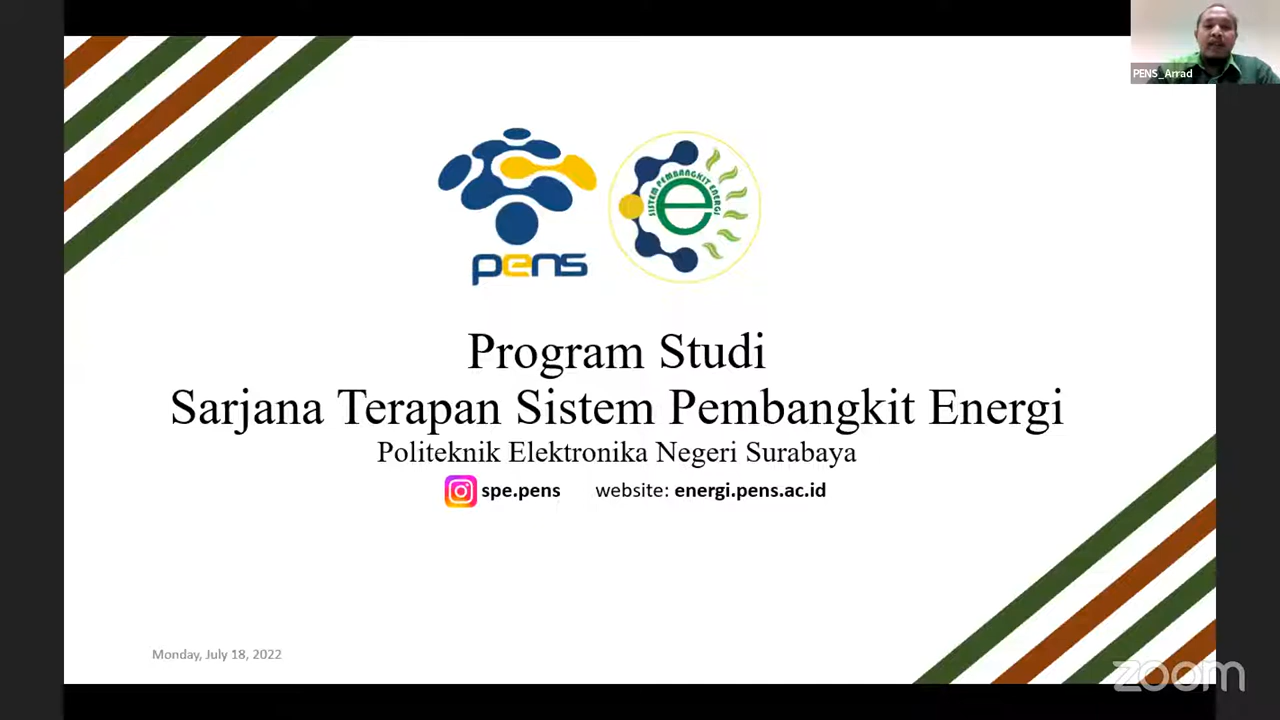 PENS_Arrad
pens
SISTEM PEMBANGKIT ENERGI
e
Program Studi
Sarjana Terapan Sistem Pembangkit Energi
Politeknik Elektronika Negeri Surabaya
spe.pens website: energi.pens.ac.id
Monday, July 18, 2022
zoom